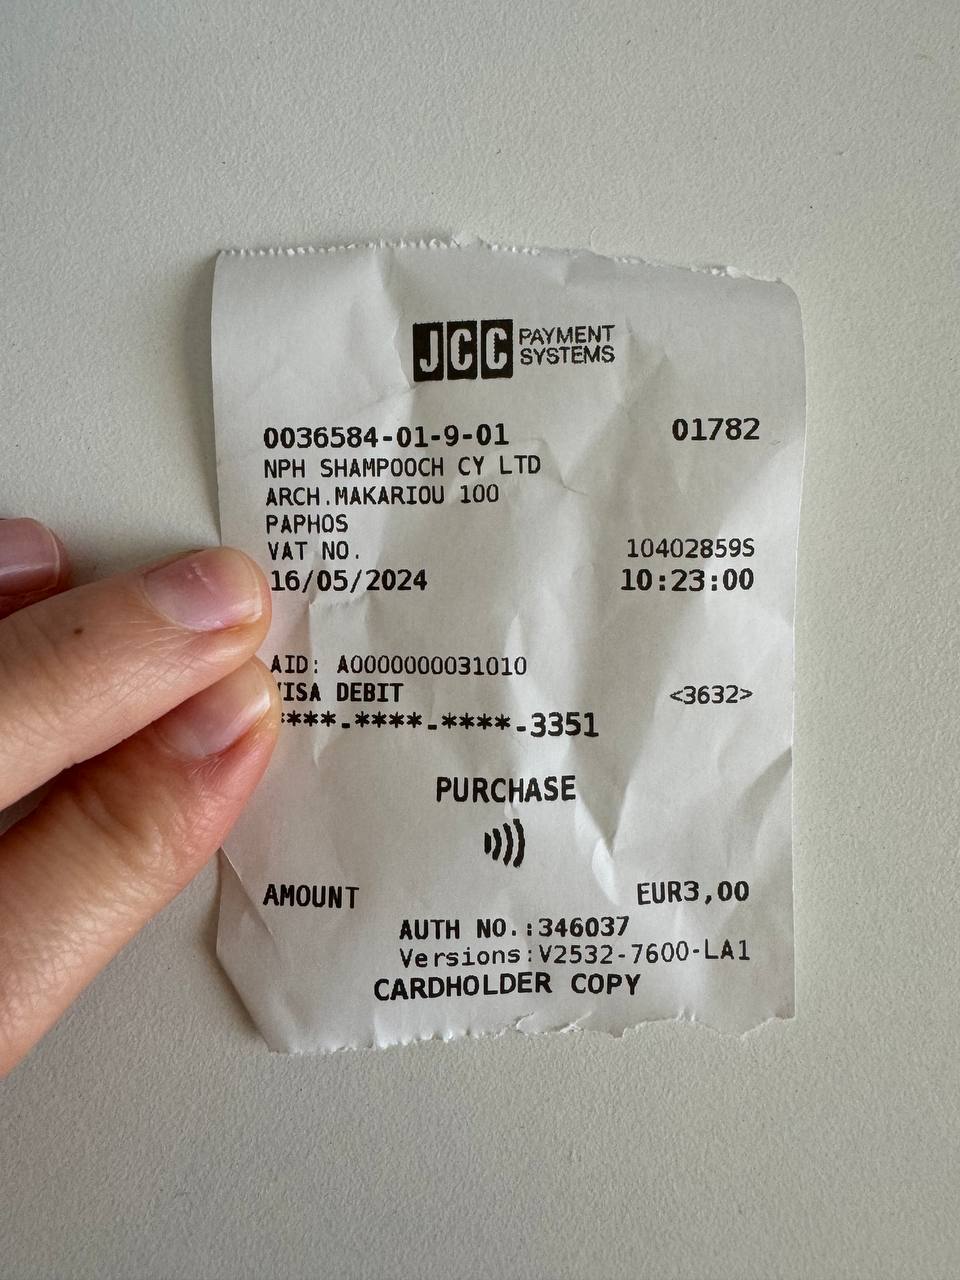 JCC PAYMENT SYSTEMS
0036584-01-9-01 01782
NPH SHAMPOOCH CY LTD
ARCH.MAKARIOU 100
PAPHOS
VAT NO. 10402859S
16/05/2024 10:23:00
AID: A0000000031010
VISA DEBIT <3632>
****-****-****-3351
PURCHASE
AMOUNT EUR3,00
AUTH NO.:346037
Versions:V2532-7600-LA1
CARDHOLDER COPY